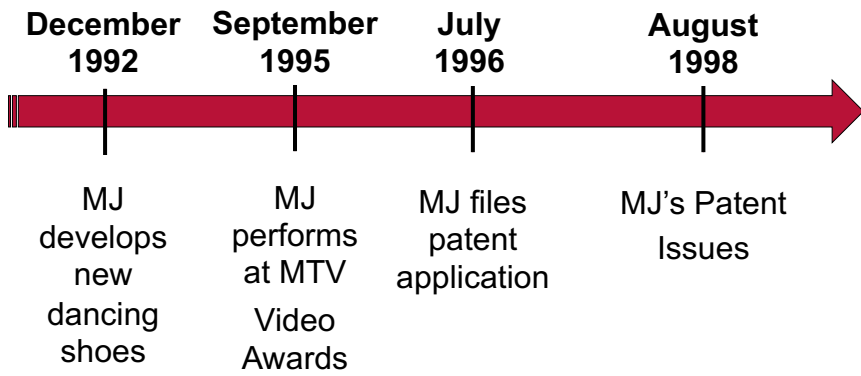 December
1992
September
1995
July
1996
August
1998
MJ
develops
new
dancing
shoes
MJ
performs
at MTV
Video
Awards
MJ files
patent
application
MJ’s Patent
Issues